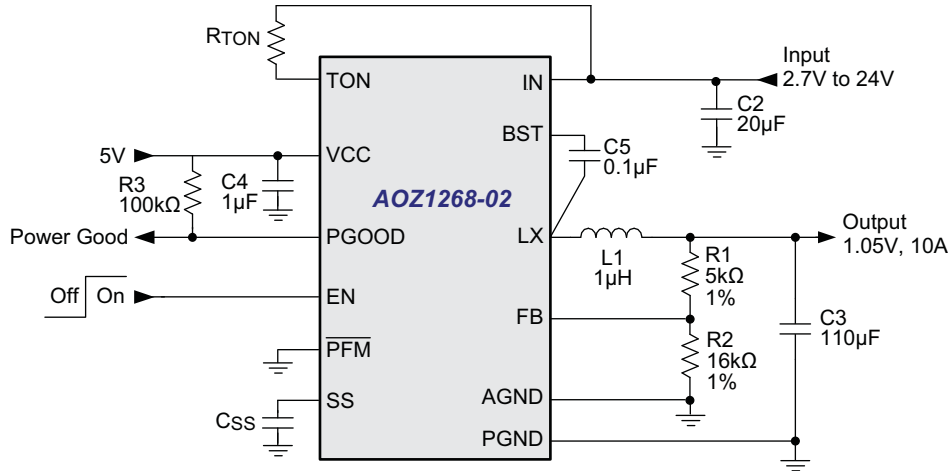 RTON
TON
IN
Input
2.7V to 24V
C2
20µF
BST
C5
0.1µF
5V
VCC
R3
100kΩ
C4
1µF
AOZ1268-02
Power Good
PGOOD
LX
L1
1µH
Output
1.05V, 10A
R1
5kΩ
1%
Off On
EN
FB
C3
110µF
R2
16kΩ
1%
PFM
AGND
SS
CSS
PGND